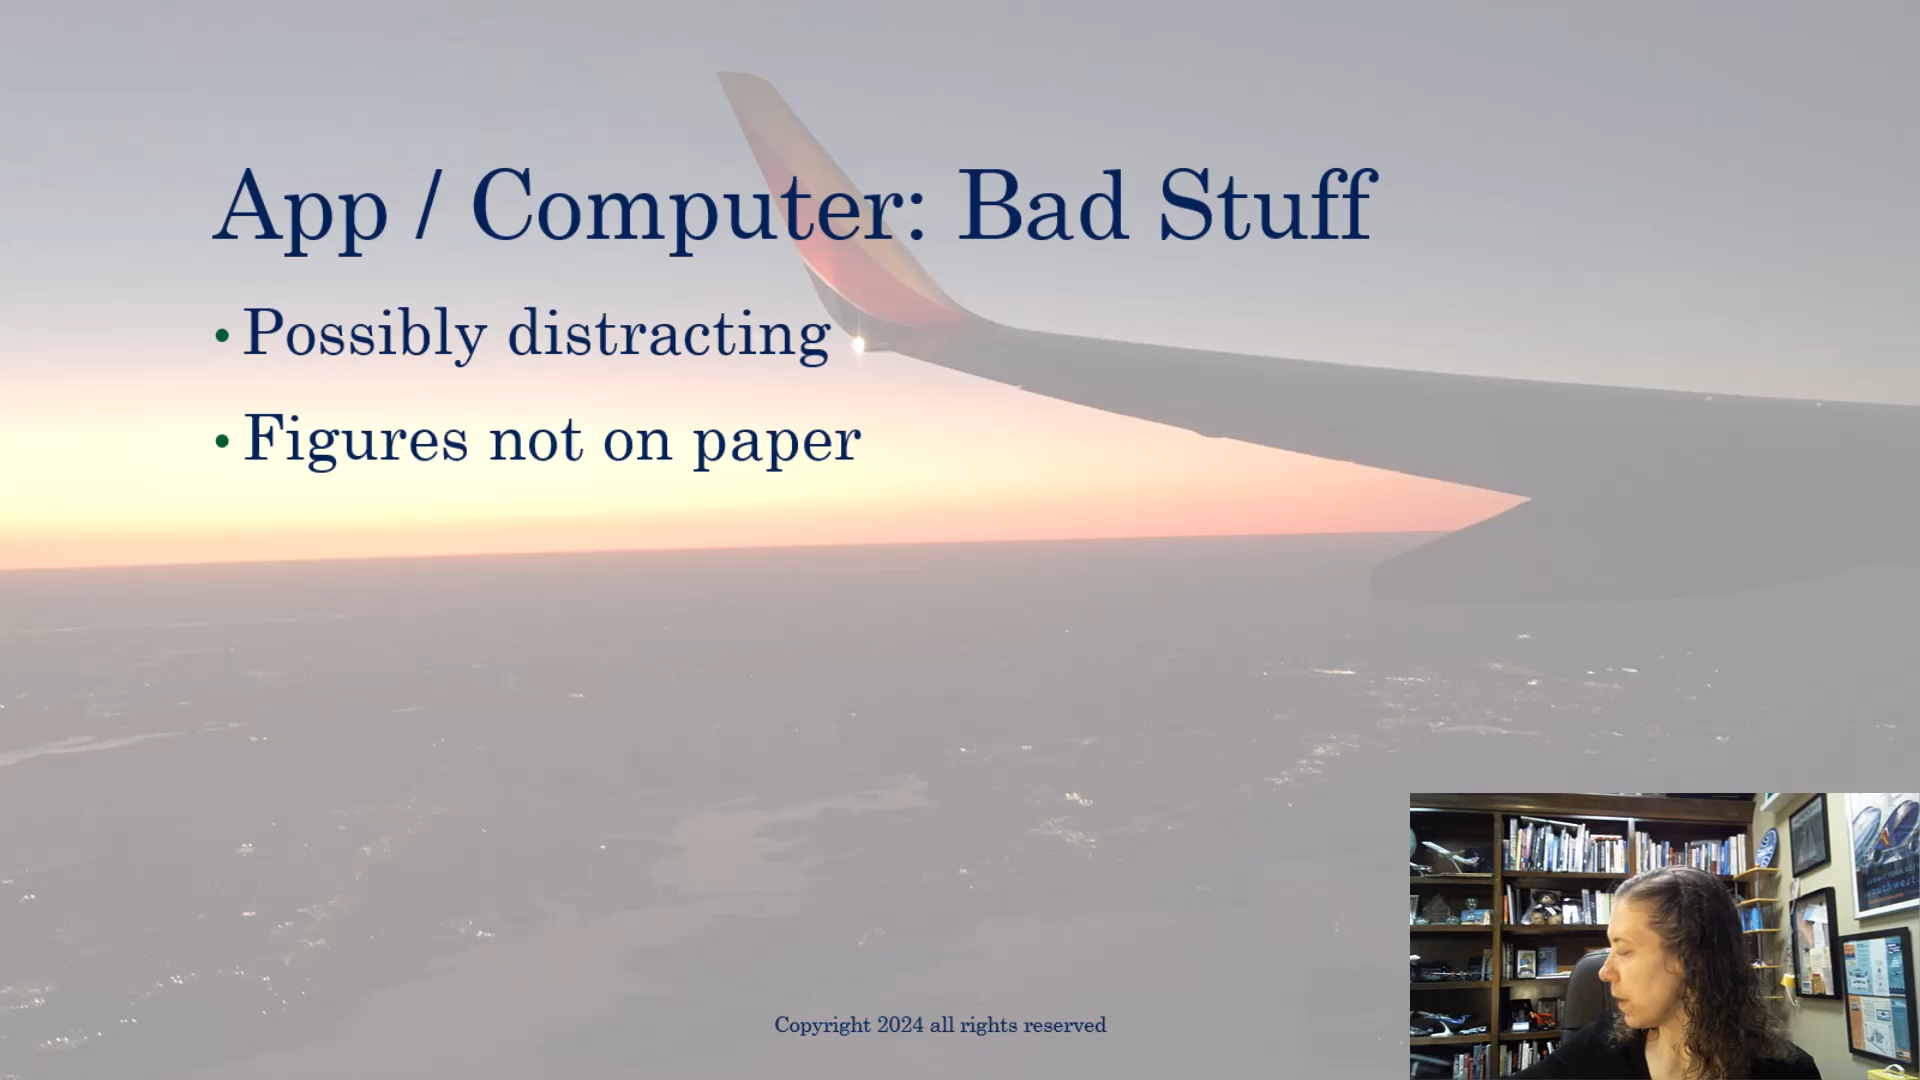 App / Computer: Bad Stuff
• Possibly distracting
• Figures not on paper
Copyright 2024 all rights reserved